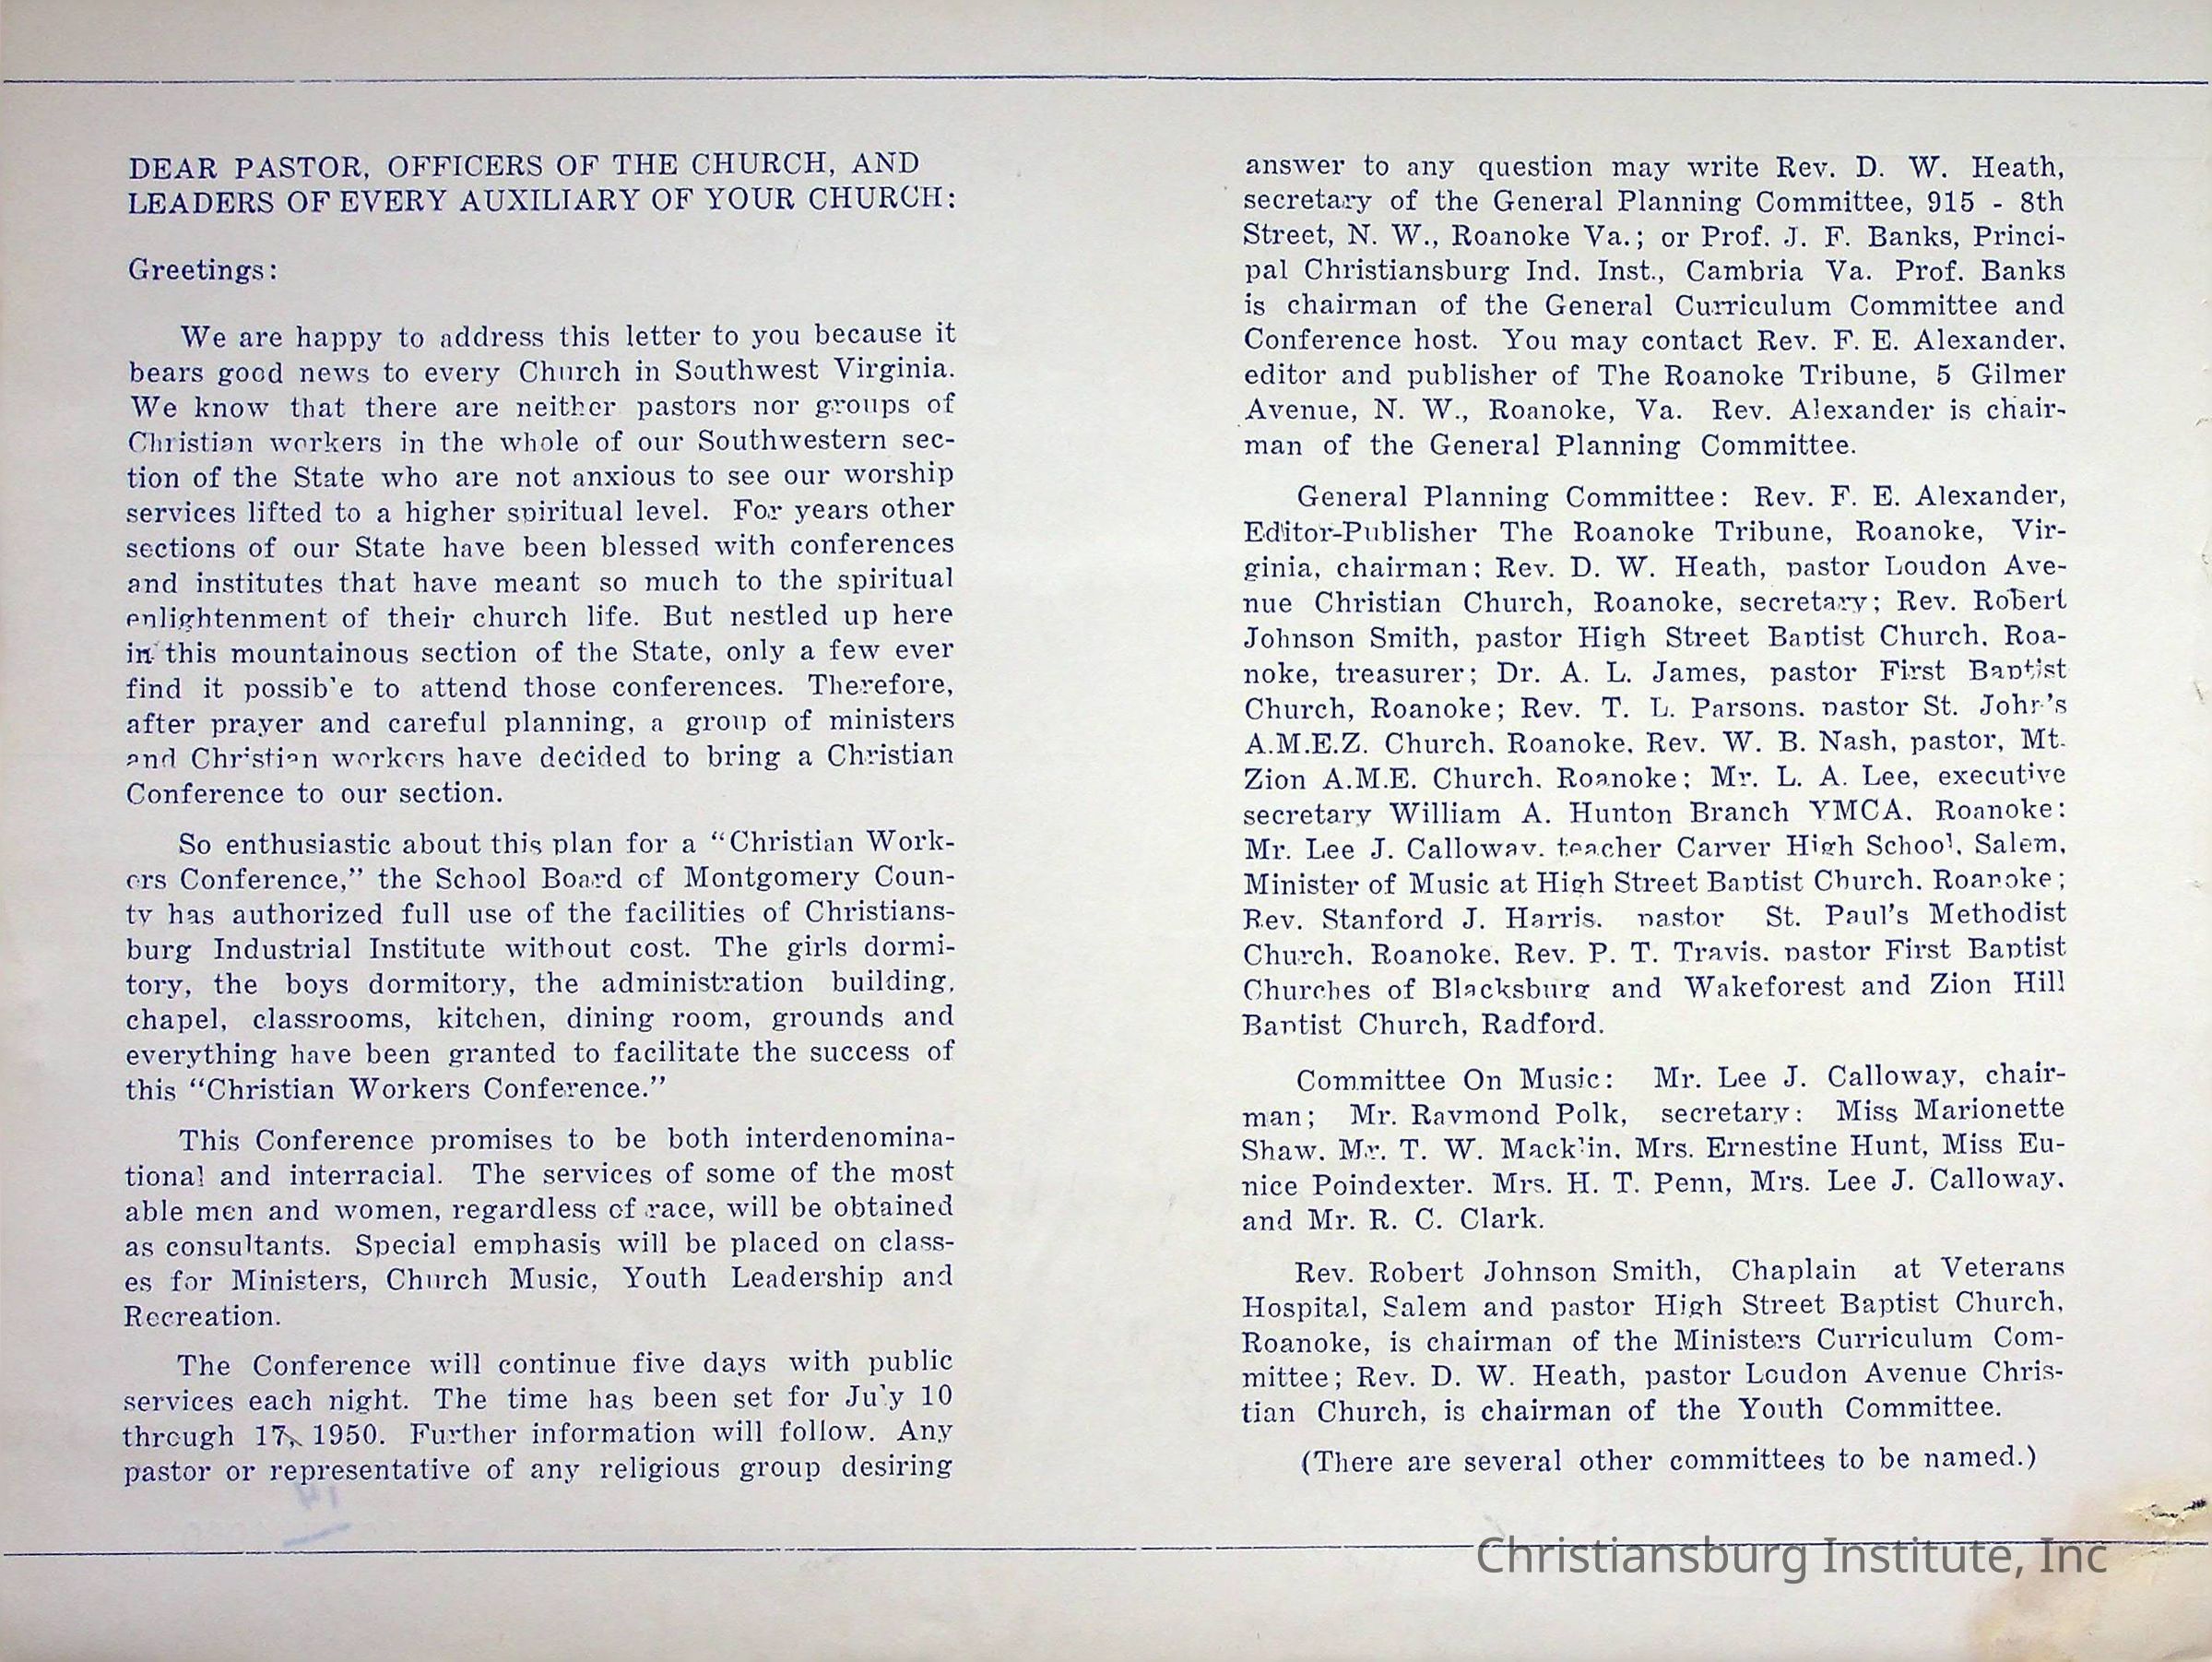 DEAR PASTOR, OFFICERS OF THE CHURCH, AND
LEADERS OF EVERY AUXILIARY OF YOUR CHURCH:
Greetings:
We are happy to address this letter to you because it
bears good news to every Church in Southwest Virginia.
We know that there are neither pastors nor groups of
Christian workers in the whole of our Southwestern sec-
tion of the State who are not anxious to see our worship
services lifted to a higher spiritual level. For years other
sections of our State have been blessed with conferences
and institutes that have meant so much to the spiritual
enlightenment of their church life. But nestled up here
in this mountainous section of the State, only a few ever
find it possible to attend those conferences. Therefore,
after prayer and careful planning, a group of ministers
and Christian workers have decided to bring a Christian
Conference to our section.
So enthusiastic about this plan for a "Christian Work-
ers Conference," the School Board of Montgomery Coun-
ty has authorized full use of the facilities of Christians-
burg Industrial Institute without cost. The girls dormi-
tory, the boys dormitory, the administration building,
chapel, classrooms, kitchen, dining room, grounds and
everything have been granted to facilitate the success of
this "Christian Workers Conference."
This Conference promises to be both interdenomina-
tional and interracial. The services of some of the most
able men and women, regardless of race, will be obtained
as consultants. Special emphasis will be placed on class-
es for Ministers, Church Music, Youth Leadership and
Recreation.
The Conference will continue five days with public
services each night. The time has been set for July 10
through 17, 1950. Further information will follow. Any
pastor or representative of any religious group desiring
answer to any question may write Rev. D. W. Heath,
secretary of the General Planning Committee, 915 - 8th
Street, N. W., Roanoke Va.; or Prof. J. F. Banks, Princi-
pal Christiansburg Ind. Inst., Cambria Va. Prof. Banks
is chairman of the General Curriculum Committee and
Conference host. You may contact Rev. F. E. Alexander,
editor and publisher of The Roanoke Tribune, 5 Gilmer
Avenue, N. W., Roanoke, Va. Rev. Alexander is chair-
man of the General Planning Committee.
General Planning Committee: Rev. F. E. Alexander,
Editor-Publisher The Roanoke Tribune, Roanoke, Vir-
ginia, chairman; Rev. D. W. Heath, pastor Loudon Ave-
nue Christian Church, Roanoke, secretary; Rev. Robert
Johnson Smith, pastor High Street Baptist Church, Roa-
noke, treasurer; Dr. A. L. James, pastor First Baptist
Church, Roanoke; Rev. T. L. Parsons, pastor St. John's
A.M.E.Z. Church, Roanoke, Rev. W. B. Nash, pastor, Mt.
Zion A.M.E. Church, Roanoke; Mr. L. A. Lee, executive
secretary William A. Hunton Branch YMCA, Roanoke:
Mr. Lee J. Calloway, teacher Carver High School, Salem,
Minister of Music at High Street Baptist Church, Roanoke;
Rev. Stanford J. Harris, pastor St. Paul's Methodist
Church, Roanoke, Rev. P. T. Travis, pastor First Baptist
Churches of Blacksburg and Wakeforest and Zion Hill
Baptist Church, Radford.
Committee On Music: Mr. Lee J. Calloway, chair-
man; Mr. Raymond Polk, secretary: Miss Marionette
Shaw, Mr. T. W. Macklin, Mrs. Ernestine Hunt, Miss Eu-
nice Poindexter, Mrs. H. T. Penn, Mrs. Lee J. Calloway,
and Mr. R. C. Clark.
Rev. Robert Johnson Smith, Chaplain at Veterans
Hospital, Salem and pastor High Street Baptist Church,
Roanoke, is chairman of the Ministers Curriculum Com-
mittee; Rev. D. W. Heath, pastor Loudon Avenue Chris-
tian Church, is chairman of the Youth Committee.
(There are several other committees to be named.)
Christiansburg Institute, Inc